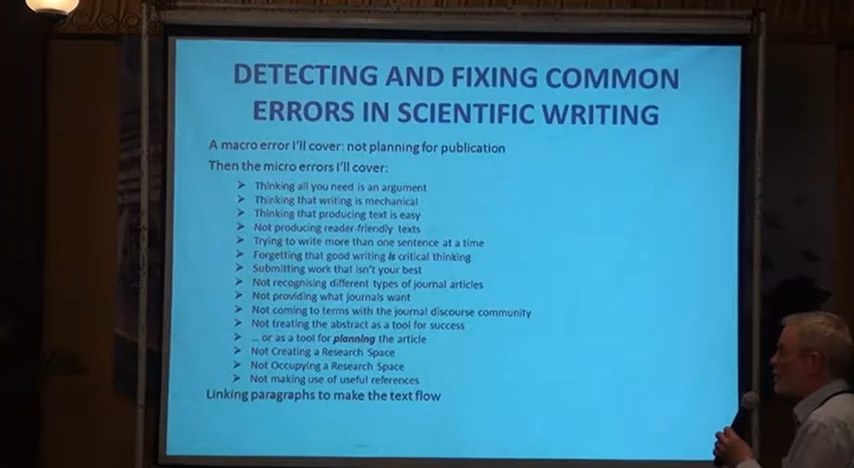 DETECTING AND FIXING COMMON
ERRORS IN SCIENTIFIC WRITING
A macro error I'll cover: not planning for publication
Then the micro errors I'll cover:
➤ Thinking all you need is an argument
➤ Thinking that writing is mechanical
➤ Thinking that producing text is easy
➤ Not producing reader-friendly texts
➤ Trying to write more than one sentence at a time
➤ Forgetting that good writing is critical thinking
➤ Submitting work that isn't your best
➤ Not recognising different types of journal articles
➤ Not providing what journals want
➤ Not coming to terms with the journal discourse community
➤ Not treating the abstract as a tool for success
➤ ... or as a tool for planning the article
➤ Not Creating a Research Space
➤ Not Occupying a Research Space
➤ Not making use of useful references
Linking paragraphs to make the text flow